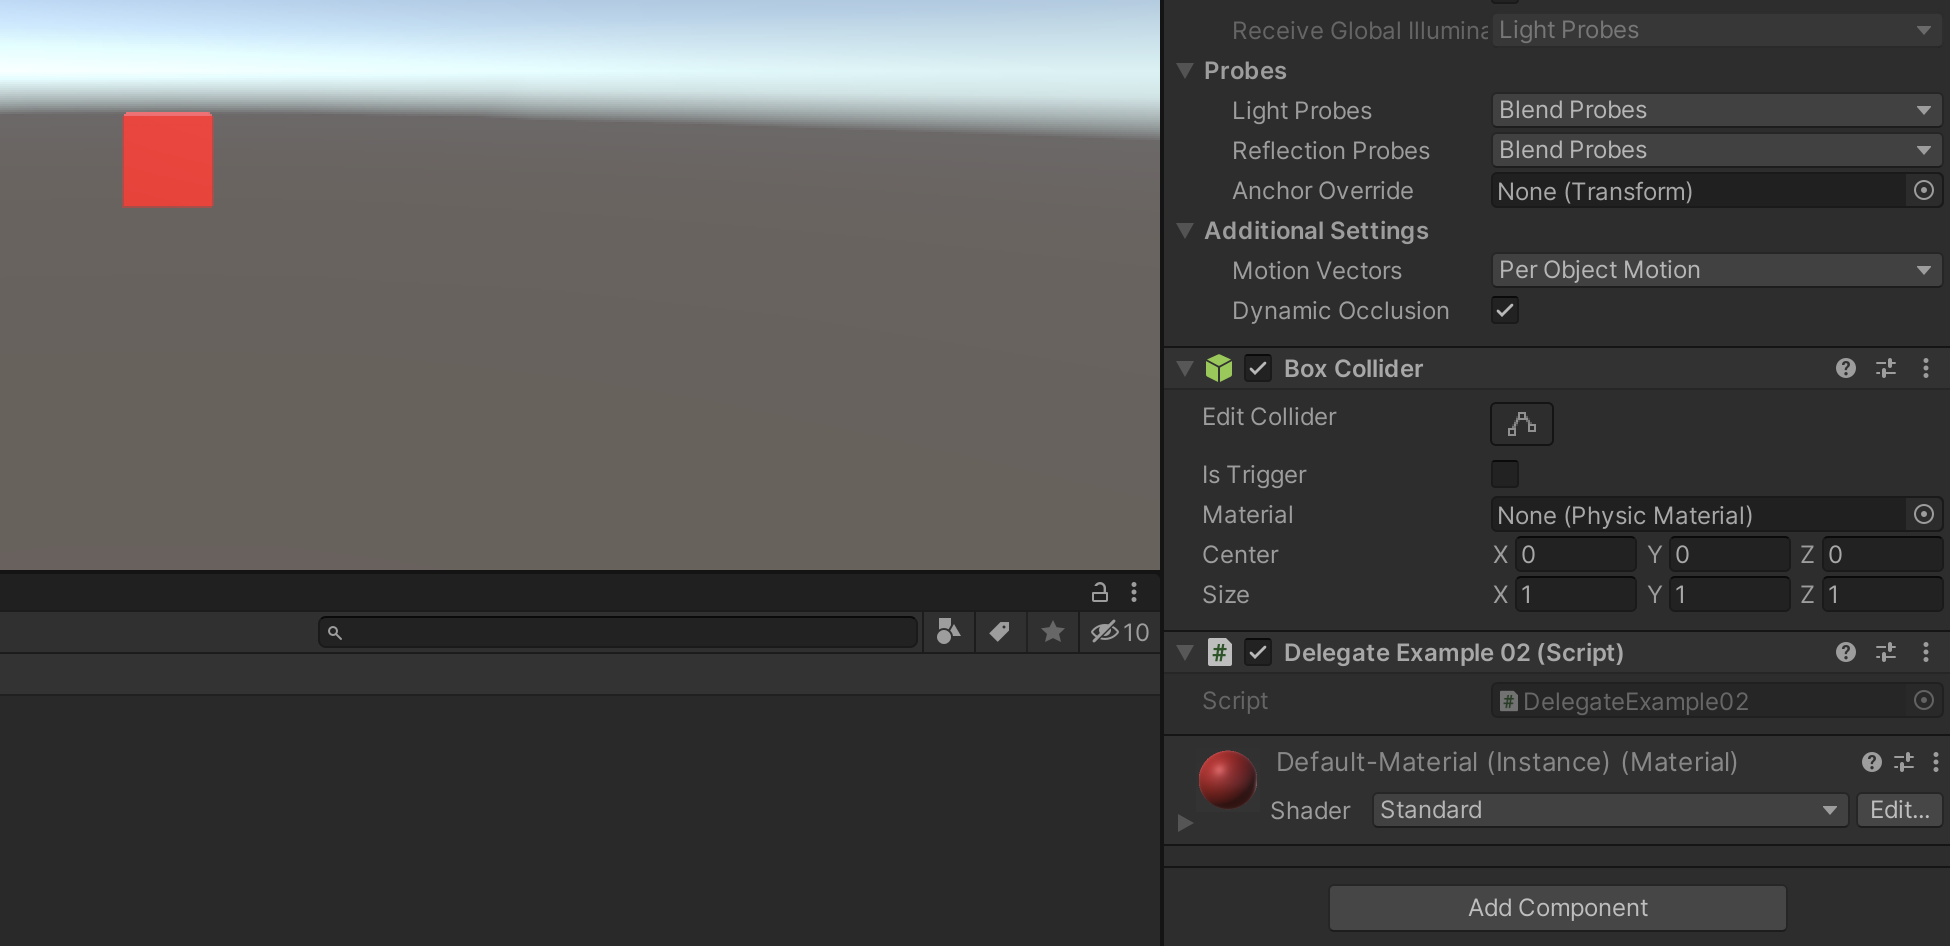 Receive Global Illumina Light Probes
Probes
Light Probes Blend Probes
Reflection Probes Blend Probes
Anchor Override None (Transform)
Additional Settings
Motion Vectors Per Object Motion
Dynamic Occlusion
Box Collider
Edit Collider
Is Trigger
Material None (Physic Material)
Center X 0 Y 0 Z 0
Size X 1 Y 1 Z 1
10
# Delegate Example 02 (Script)
Script # DelegateExample02
Default-Material (Instance) (Material)
Shader Standard Edit...
Add Component